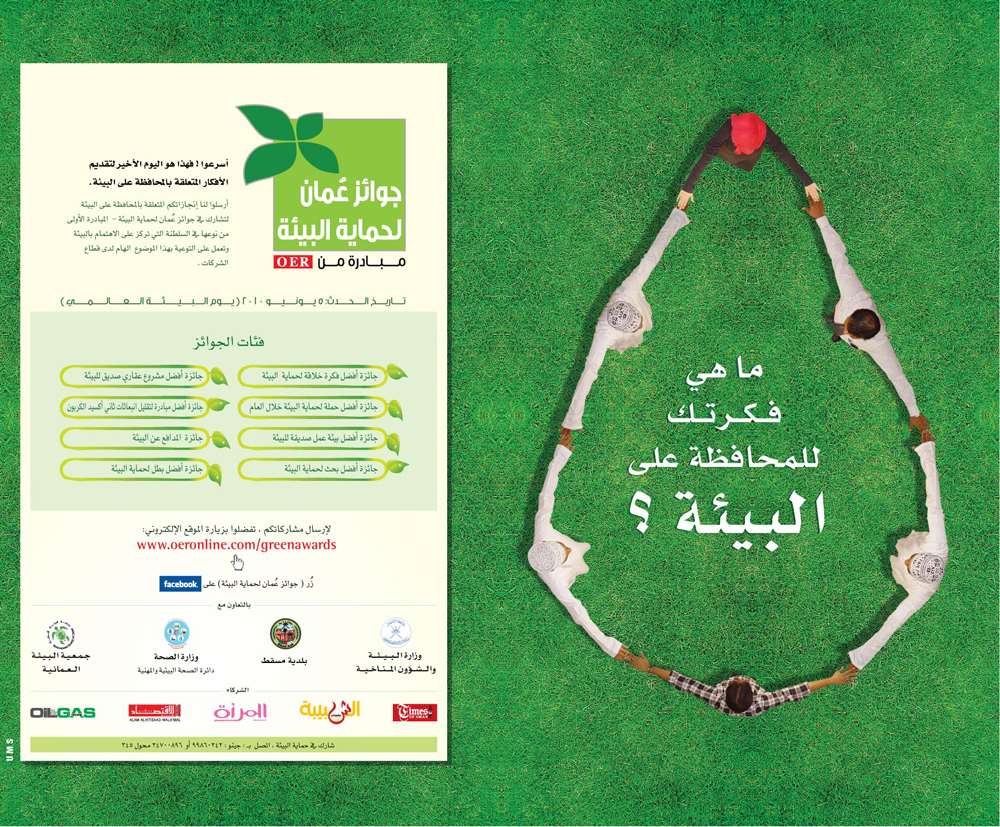 أسرعوا ! فهذا هو اليوم الأخير لتقديم
الأفكار المتعلقة بالمحافظة على البيئة.
أرسلوا لنا إنجازاتكم المتعلقة بالمحافظة على البيئة
لتشارك في جوائز عُمان لحماية البيئة - المبادرة الأولى
من نوعها في السلطنة التي تركز على الاهتمام بالبيئة
وتعمل على التوعية بهذا الموضوع الهام لدى قطاع
الشركات .
جوائز عُمان
لحماية البيئة
مبادرة من OER
تاريخ الحدث: ٥ يونيو ٢٠١٠ ( يوم البيئة العالمي )
فئات الجوائز
جائزة أفضل فكرة خلاقة لحماية البيئة
جائزة أفضل مشروع عقاري صديق للبيئة
جائزة أفضل حملة لحماية البيئة خلال العام
جائزة أفضل مبادرة لتقليل انبعاثات ثاني أكسيد الكربون
جائزة أفضل بيئة عمل صديقة للبيئة
جائزة المدافع عن البيئة
جائزة أفضل بحث لحماية البيئة
جائزة أفضل بطل لحماية البيئة
لإرسال مشاركاتكم ، تفضلوا بزيارة الموقع الإلكتروني:
www.oeronline.com/greenawards
زُر ( جوائز عُمان لحماية البيئة ) على facebook
بالتعاون مع
وزارة البيئة
والشؤون المناخية
بلدية مسقط
وزارة الصحة
دائرة الصحة البيئية والمهنية
جمعية البيئة
العمانية
الشركاء
Times
OF OMAN
الشبيبة
المرأة
الاقتصاد
ALAM ALIKTISAAD WALA'MAL
OIL&GAS
شارك في حماية البيئة ، اتصل بـ : جينو : ٩٩٨٦٠٢٤٢ أو ٢٤٧٠٠٨٩٦ محول ٣٤٥
UMS
ما هي
فكرتك
للمحافظة على
البيئة ؟